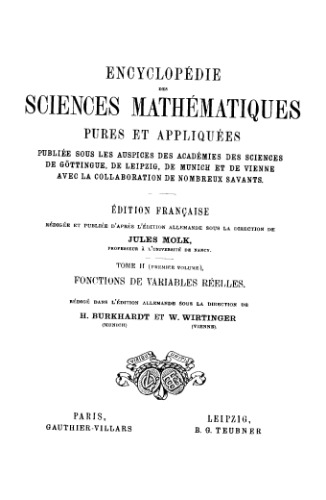 ENCYCLOPÉDIE
DES
SCIENCES MATHÉMATIQUES
PURES ET APPLIQUÉES
PUBLIÉE SOUS LES AUSPICES DES ACADÉMIES DES SCIENCES
DE GÖTTINGUE, DE LEIPZIG, DE MUNICH ET DE VIENNE
AVEC LA COLLABORATION DE NOMBREUX SAVANTS.
ÉDITION FRANÇAISE
RÉDIGÉE ET PUBLIÉE D'APRÈS L'ÉDITION ALLEMANDE SOUS LA DIRECTION DE
JULES MOLK,
PROFESSEUR À L'UNIVERSITÉ DE NANCY.
TOME II (PREMIER VOLUME),
FONCTIONS DE VARIABLES RÉELLES.
RÉDIGÉ DANS L'ÉDITION ALLEMANDE SOUS LA DIRECTION DE
H. BURKHARDT ET W. WIRTINGER
(MUNICH) (VIENNE).
PARIS, LEIPZIG,
GAUTHIER-VILLARS B. G. TEUBNER